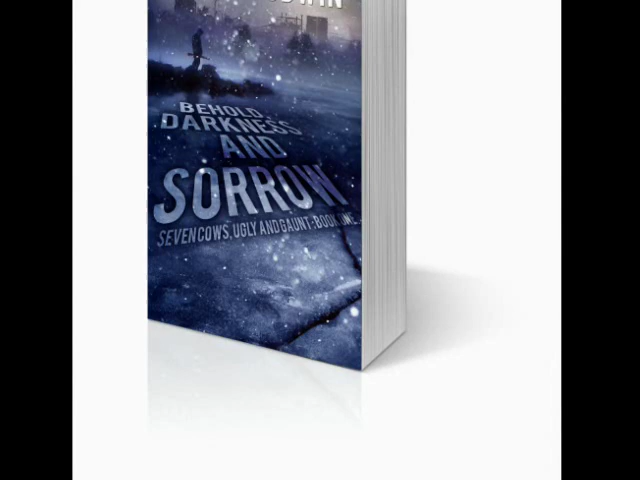 BEHOLD,
DARKNESS
AND
SORROW
SEVEN COWS, UGLY AND GAUNT: BOOK ONE